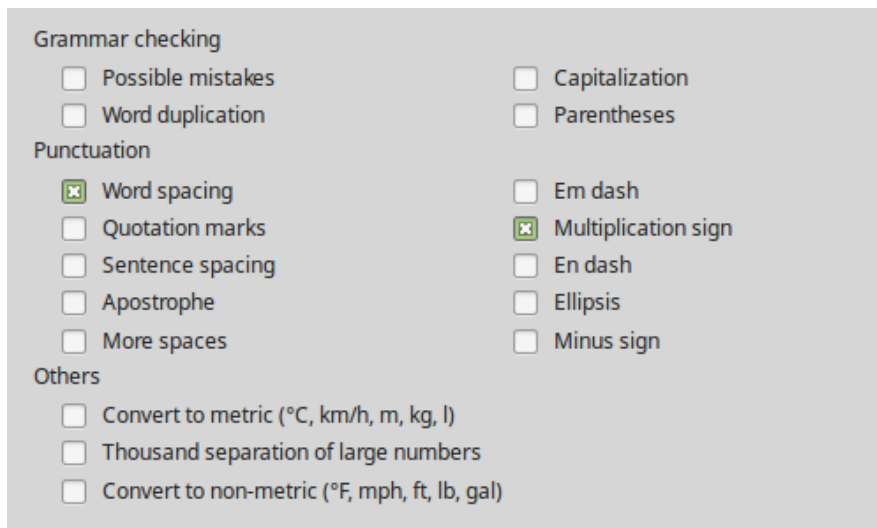 Grammar checking
Possible mistakes Capitalization
Word duplication Parentheses
Punctuation
Word spacing Em dash
Quotation marks Multiplication sign
Sentence spacing En dash
Apostrophe Ellipsis
More spaces Minus sign
Others
Convert to metric (°C, km/h, m, kg, l)
Thousand separation of large numbers
Convert to non-metric (°F, mph, ft, lb, gal)